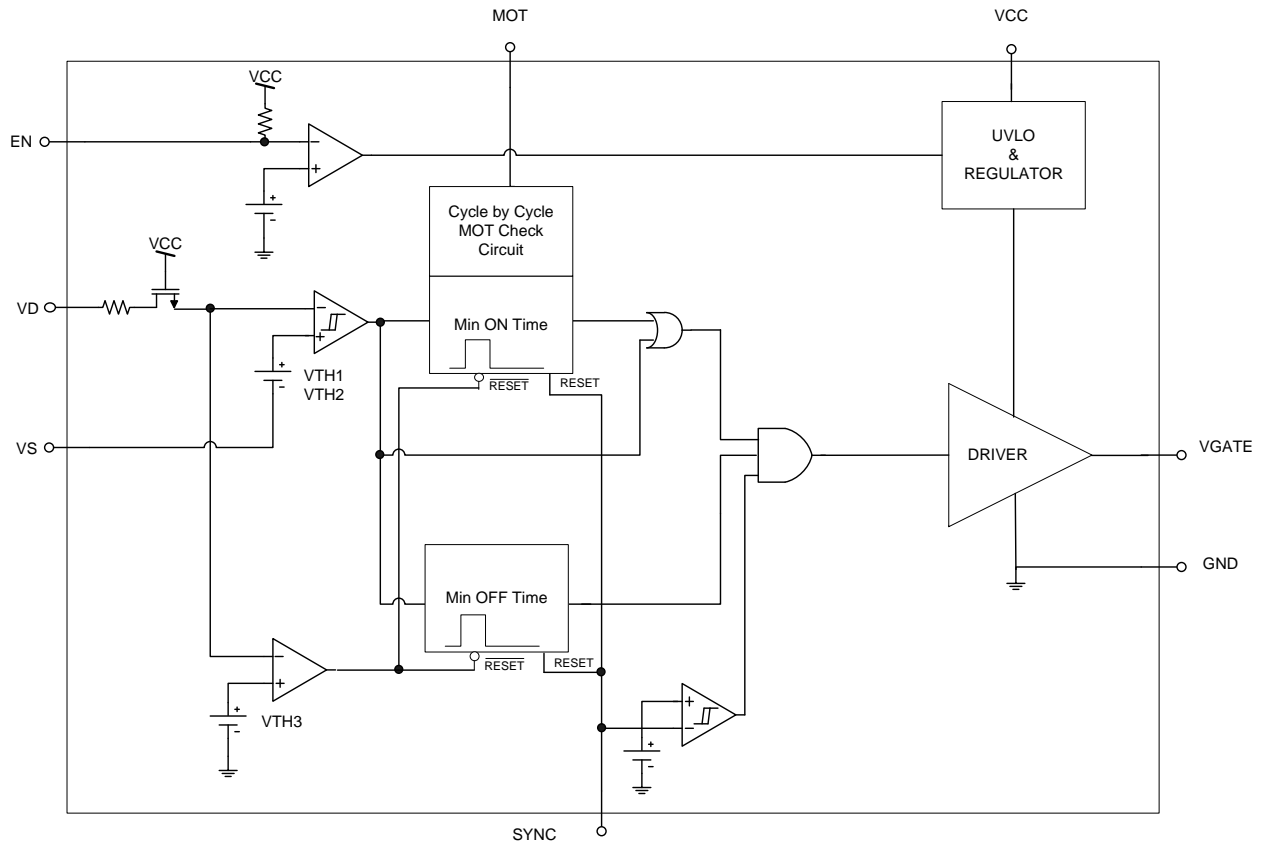 MOT
VCC
VCC
EN
−
+
+
-
UVLO
&
REGULATOR
Cycle by Cycle
MOT Check
Circuit
VCC
VD
−
+
+
-
VTH1
VTH2
Min ON Time
RESET
RESET
VS
DRIVER
VGATE
GND
Min OFF Time
RESET
RESET
−
+
+
-
VTH3
+
−
+
-
SYNC